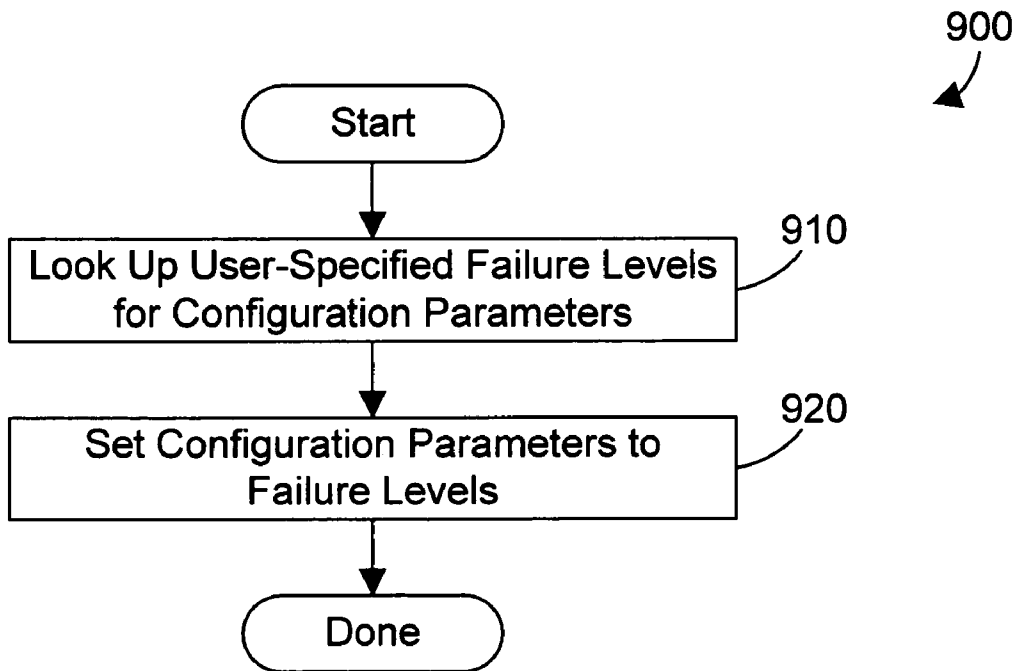 900
Start
910
Look Up User-Specified Failure Levels
for Configuration Parameters
920
Set Configuration Parameters to
Failure Levels
Done